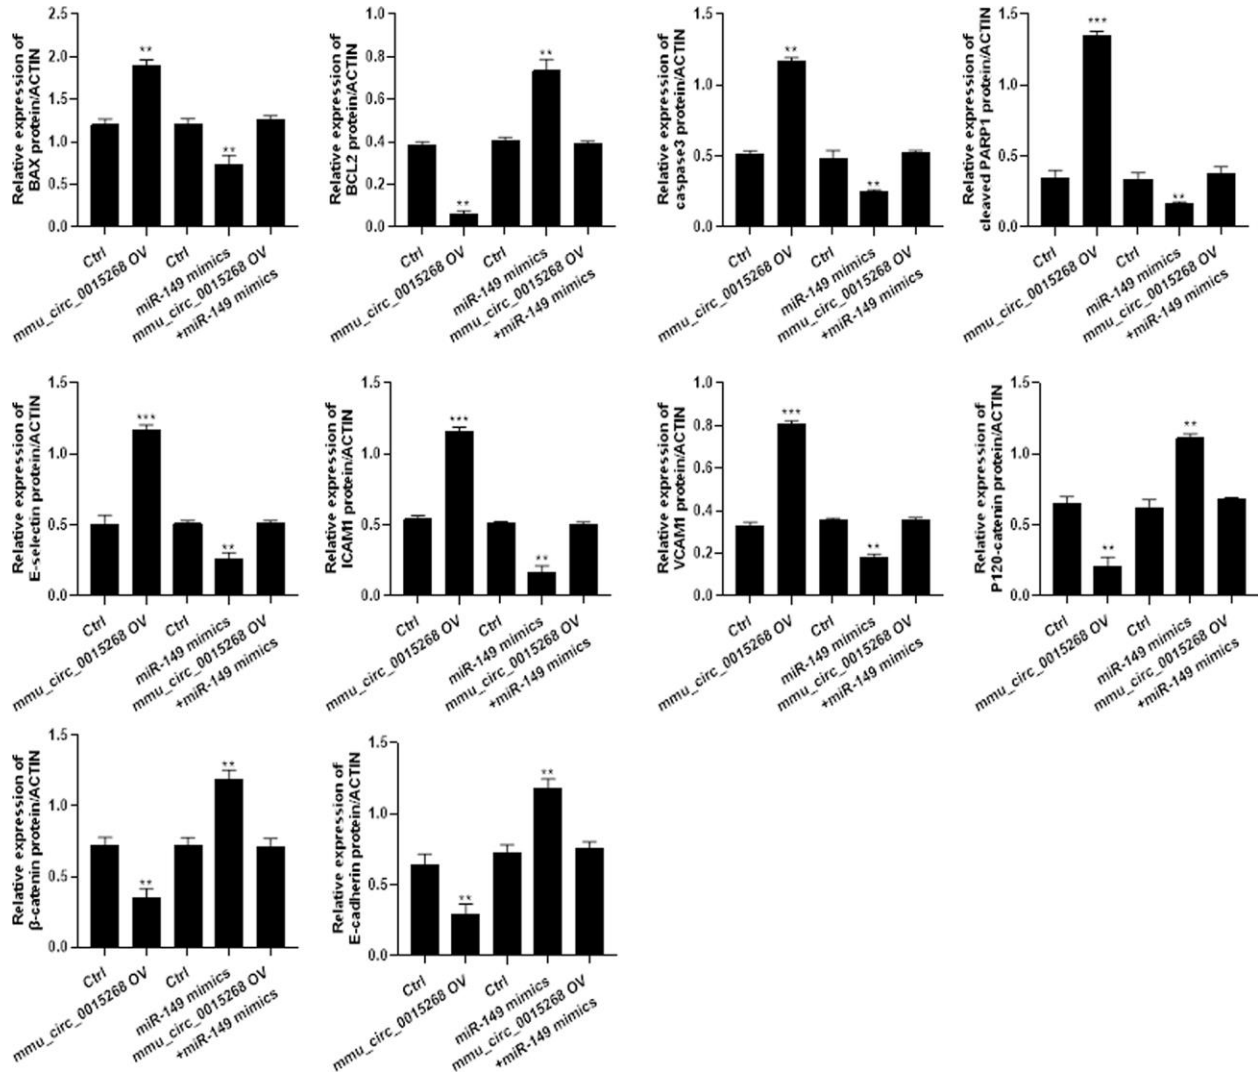 Relative expression of
BAX protein/ACTIN
2.5
2.0
1.5
1.0
0.5
0.0
**
**
Ctrl
mmu_circ_0015268 OV
Ctrl
miR-149 mimics
mmu_circ_0015268 OV
+miR-149 mimics
Relative expression of
BCL2 protein/ACTIN
1.0
0.8
0.6
0.4
0.2
0.0
**
**
Ctrl
mmu_circ_0015268 OV
Ctrl
miR-149 mimics
mmu_circ_0015268 OV
+miR-149 mimics
Relative expression of
caspase3 protein/ACTIN
1.5
1.0
0.5
0.0
**
**
Ctrl
mmu_circ_0015268 OV
Ctrl
miR-149 mimics
mmu_circ_0015268 OV
+miR-149 mimics
Relative expression of
cleaved PARP1 protein/ACTIN
1.5
1.0
0.5
0.0
***
**
Ctrl
mmu_circ_0015268 OV
Ctrl
miR-149 mimics
mmu_circ_0015268 OV
+miR-149 mimics
Relative expression of
E-selectin protein/ACTIN
1.5
1.0
0.5
0.0
***
**
Ctrl
mmu_circ_0015268 OV
Ctrl
miR-149 mimics
mmu_circ_0015268 OV
+miR-149 mimics
Relative expression of
ICAM1 protein/ACTIN
1.5
1.0
0.5
0.0
***
**
Ctrl
mmu_circ_0015268 OV
Ctrl
miR-149 mimics
mmu_circ_0015268 OV
+miR-149 mimics
Relative expression of
VCAM1 protein/ACTIN
1.0
0.8
0.6
0.4
0.2
0.0
***
**
Ctrl
mmu_circ_0015268 OV
Ctrl
miR-149 mimics
mmu_circ_0015268 OV
+miR-149 mimics
Relative expression of
P120-catenin protein/ACTIN
1.5
1.0
0.5
0.0
**
**
Ctrl
mmu_circ_0015268 OV
Ctrl
miR-149 mimics
mmu_circ_0015268 OV
+miR-149 mimics
Relative expression of
β-catenin protein/ACTIN
1.5
1.0
0.5
0.0
**
**
Ctrl
mmu_circ_0015268 OV
Ctrl
miR-149 mimics
mmu_circ_0015268 OV
+miR-149 mimics
Relative expression of
E-cadherin protein/ACTIN
1.5
1.0
0.5
0.0
**
**
Ctrl
mmu_circ_0015268 OV
Ctrl
miR-149 mimics
mmu_circ_0015268 OV
+miR-149 mimics